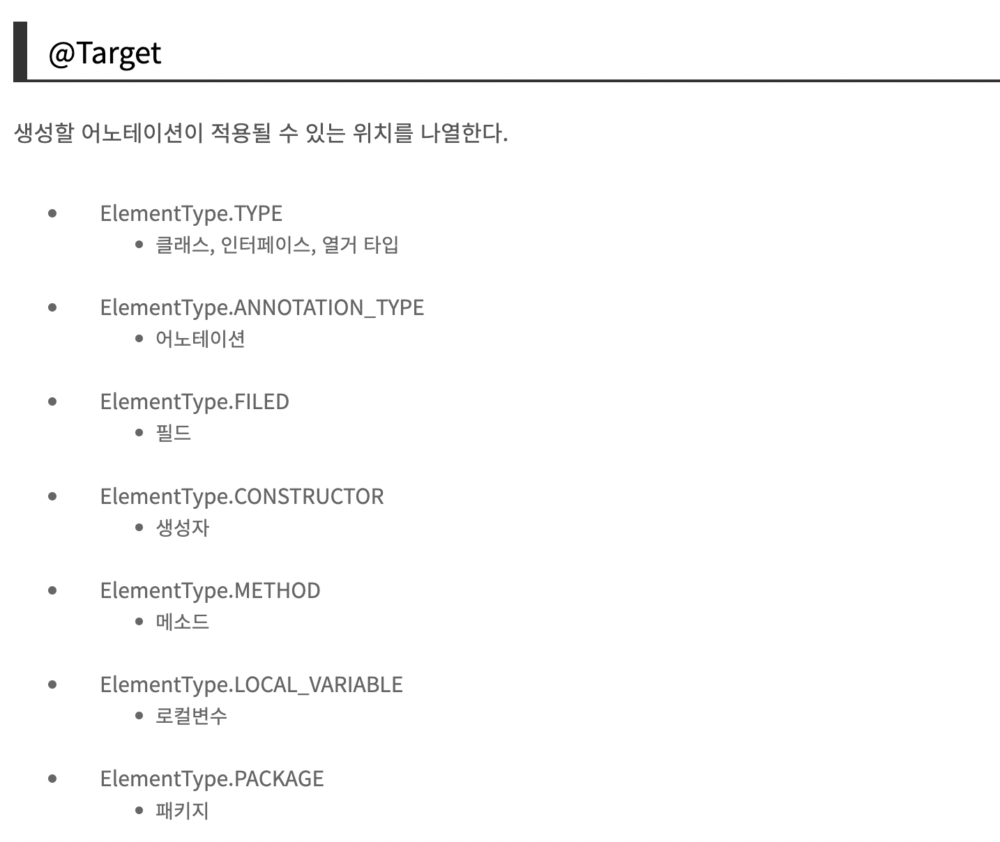 @Target
생성할 어노테이션이 적용될 수 있는 위치를 나열한다.
ElementType.TYPE
클래스, 인터페이스, 열거 타입
ElementType.ANNOTATION_TYPE
어노테이션
ElementType.FILED
필드
ElementType.CONSTRUCTOR
생성자
ElementType.METHOD
메소드
ElementType.LOCAL_VARIABLE
로컬변수
ElementType.PACKAGE
패키지